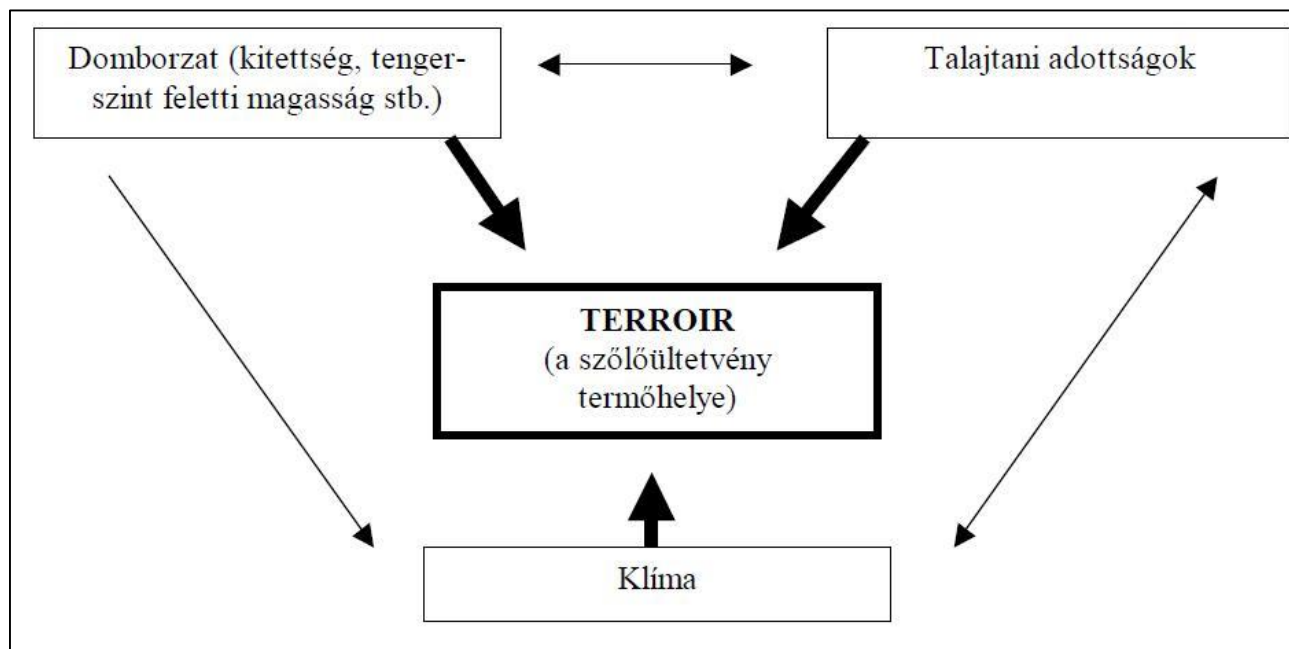 Domborzat (kitettség, tenger-
szint feletti magasság stb.)
Talajtani adottságok
TERROIR
(a szőlőültetvény
termőhelye)
Klíma